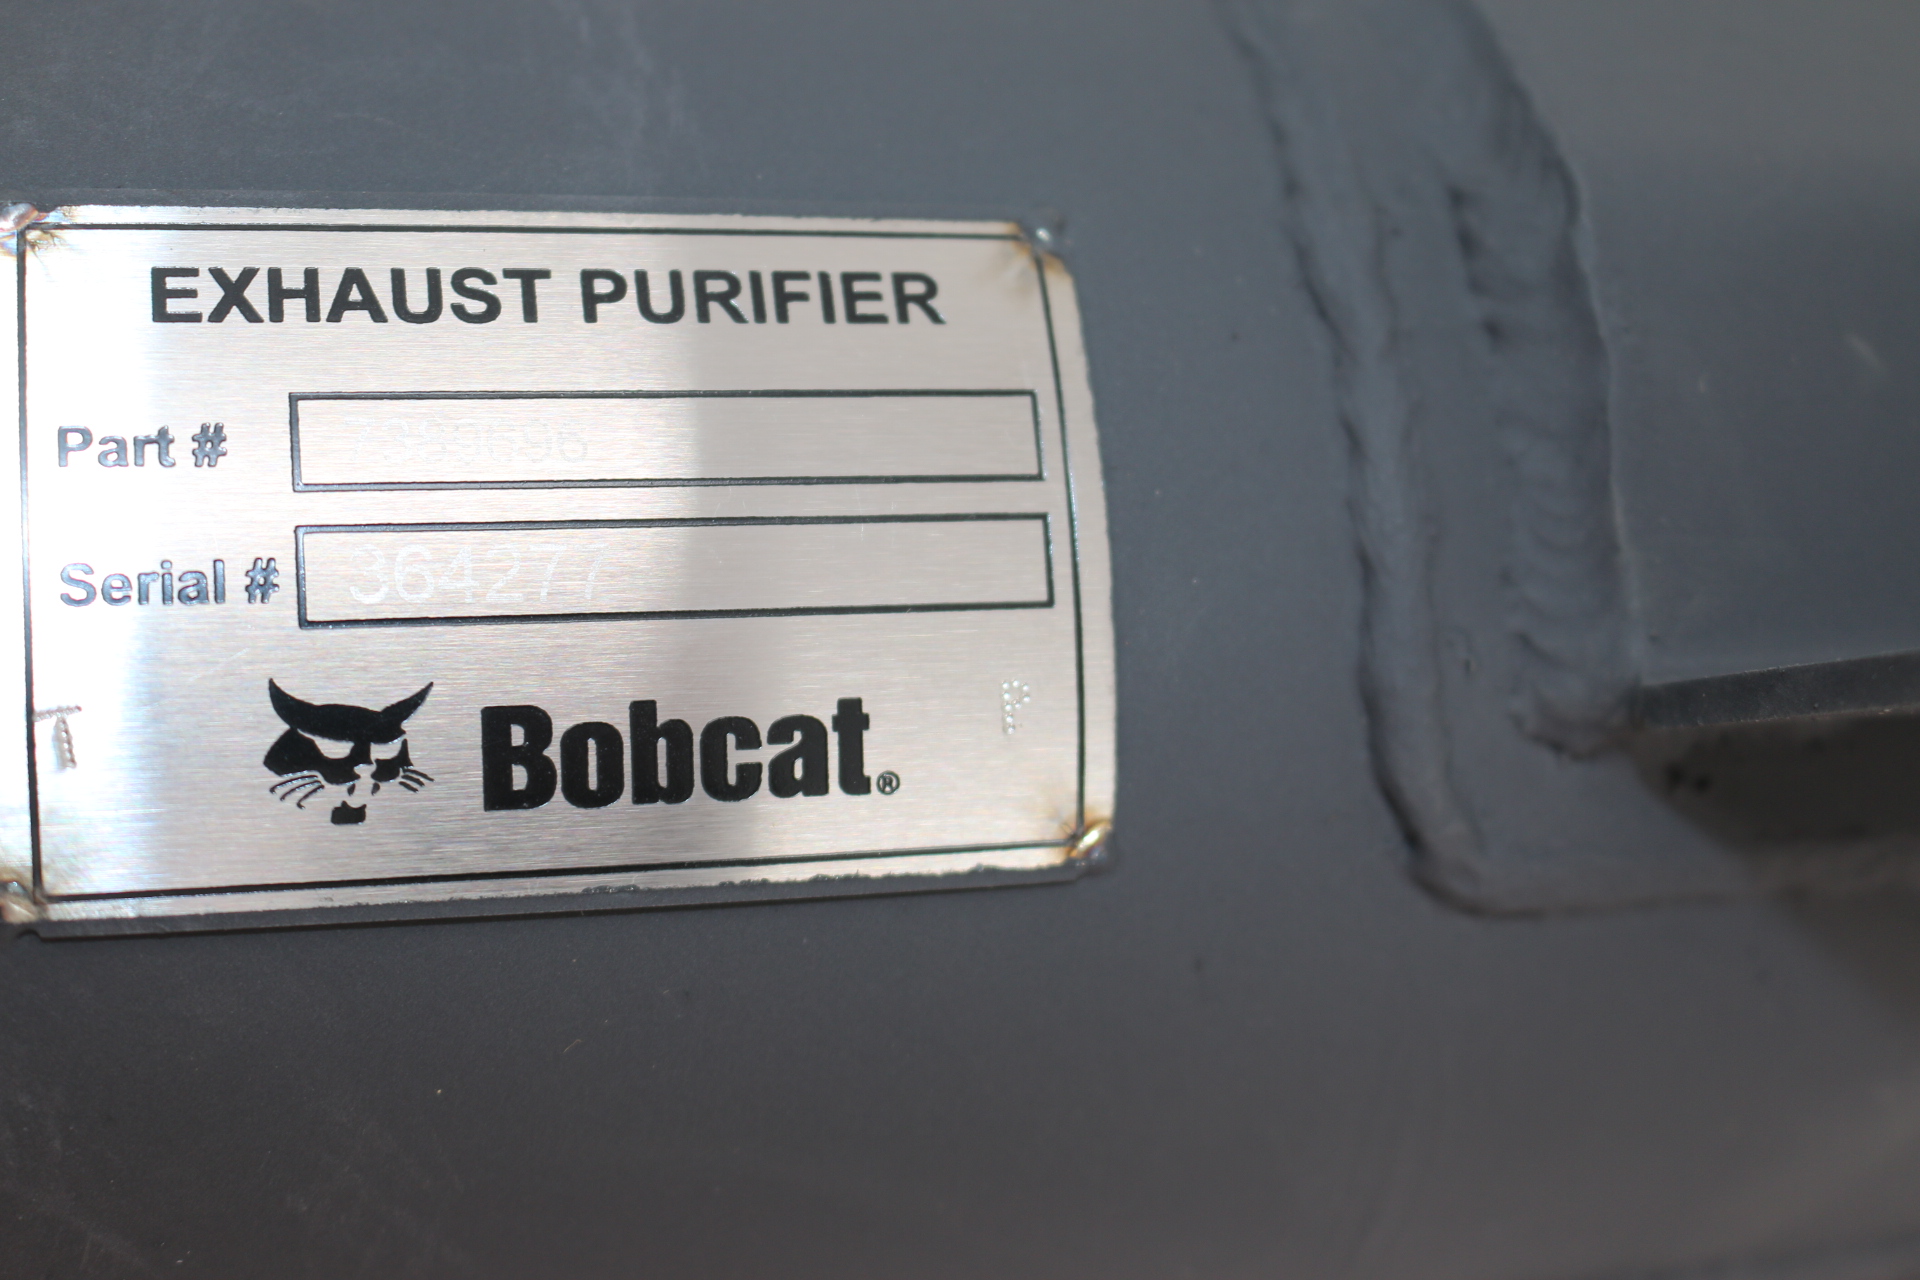 EXHAUST PURIFIER
Part #
Serial # 364277
Bobcat®